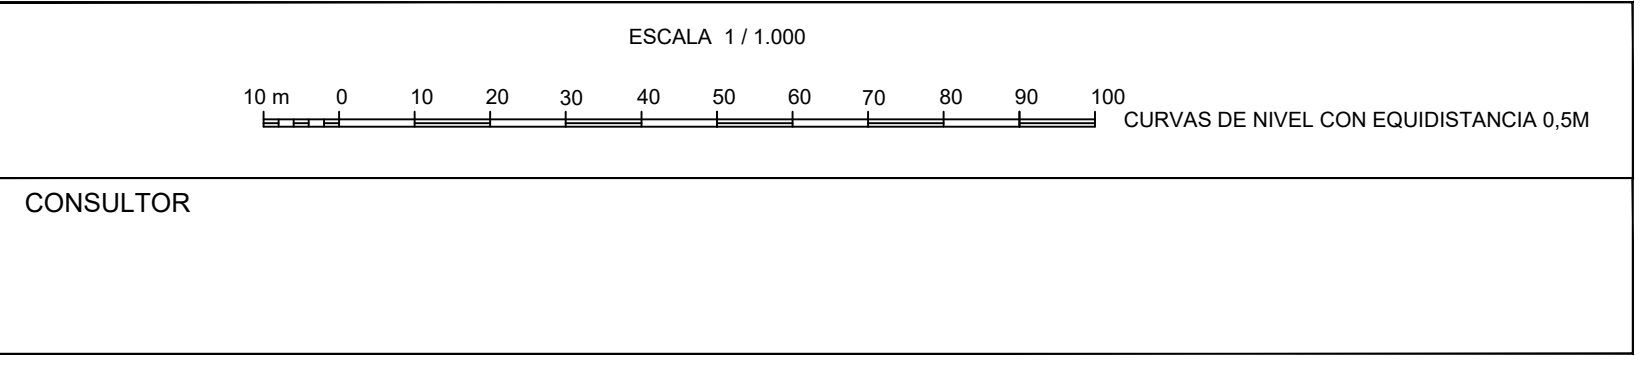 ESCALA 1 / 1.000
10 m 0 10 20 30 40 50 60 70 80 90 100
CURVAS DE NIVEL CON EQUIDISTANCIA 0,5M
CONSULTOR